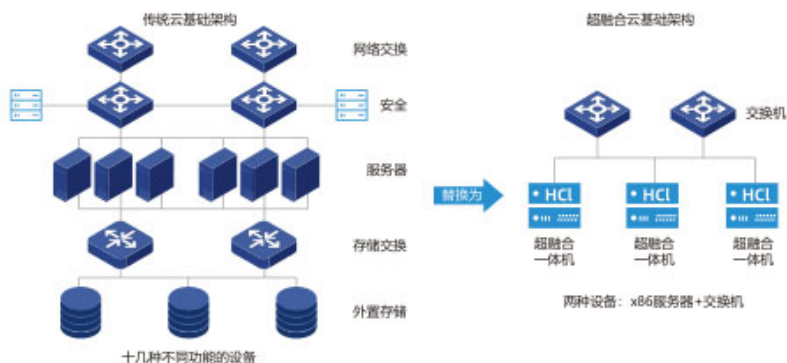 传统云基础架构
网络交换
安全
服务器
存储交换
外置存储
十几种不同功能的设备
替换为
超融合云基础架构
交换机
HCI
HCI
HCI
超融合
一体机
超融合
一体机
超融合
一体机
两种设备：x86服务器+交换机